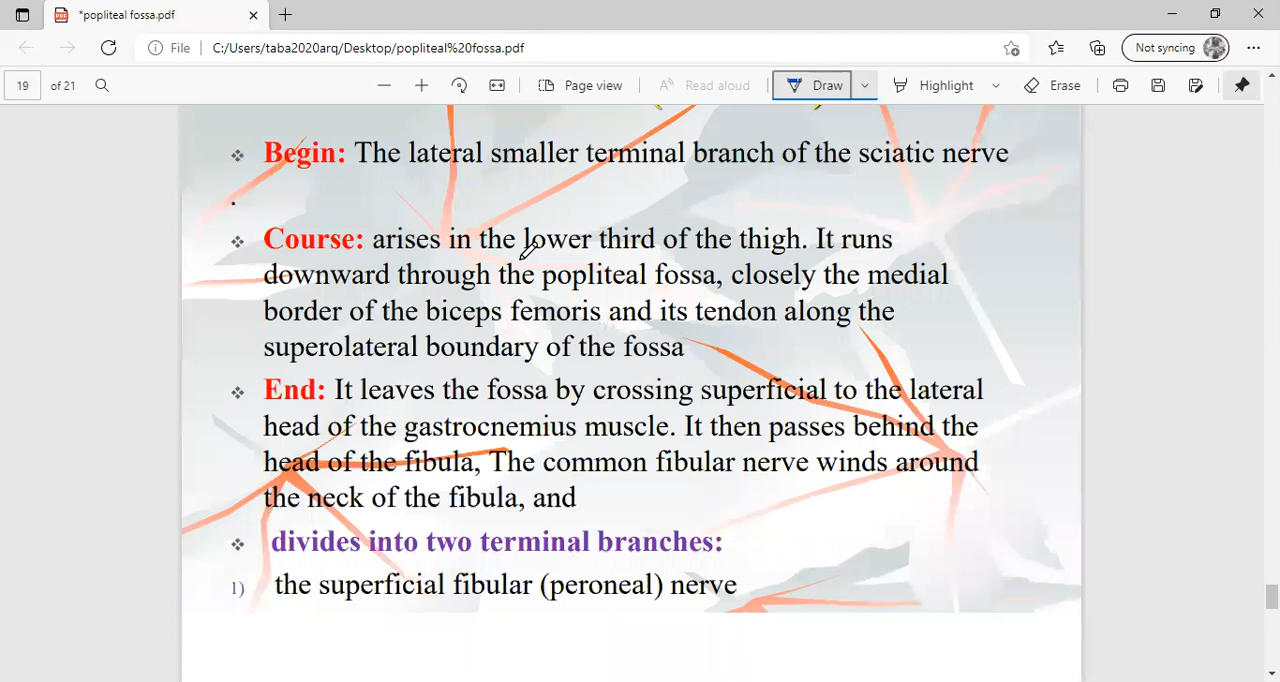 *popliteal fossa.pdf
File C:/Users/taba2020arq/Desktop/popliteal%20fossa.pdf Not syncing
19 of 21 Page view Read aloud Draw Highlight Erase
Begin: The lateral smaller terminal branch of the sciatic nerve
.
Course: arises in the lower third of the thigh. It runs
downward through the popliteal fossa, closely the medial
border of the biceps femoris and its tendon along the
superolateral boundary of the fossa
End: It leaves the fossa by crossing superficial to the lateral
head of the gastrocnemius muscle. It then passes behind the
head of the fibula, The common fibular nerve winds around
the neck of the fibula, and
divides into two terminal branches:
1) the superficial fibular (peroneal) nerve